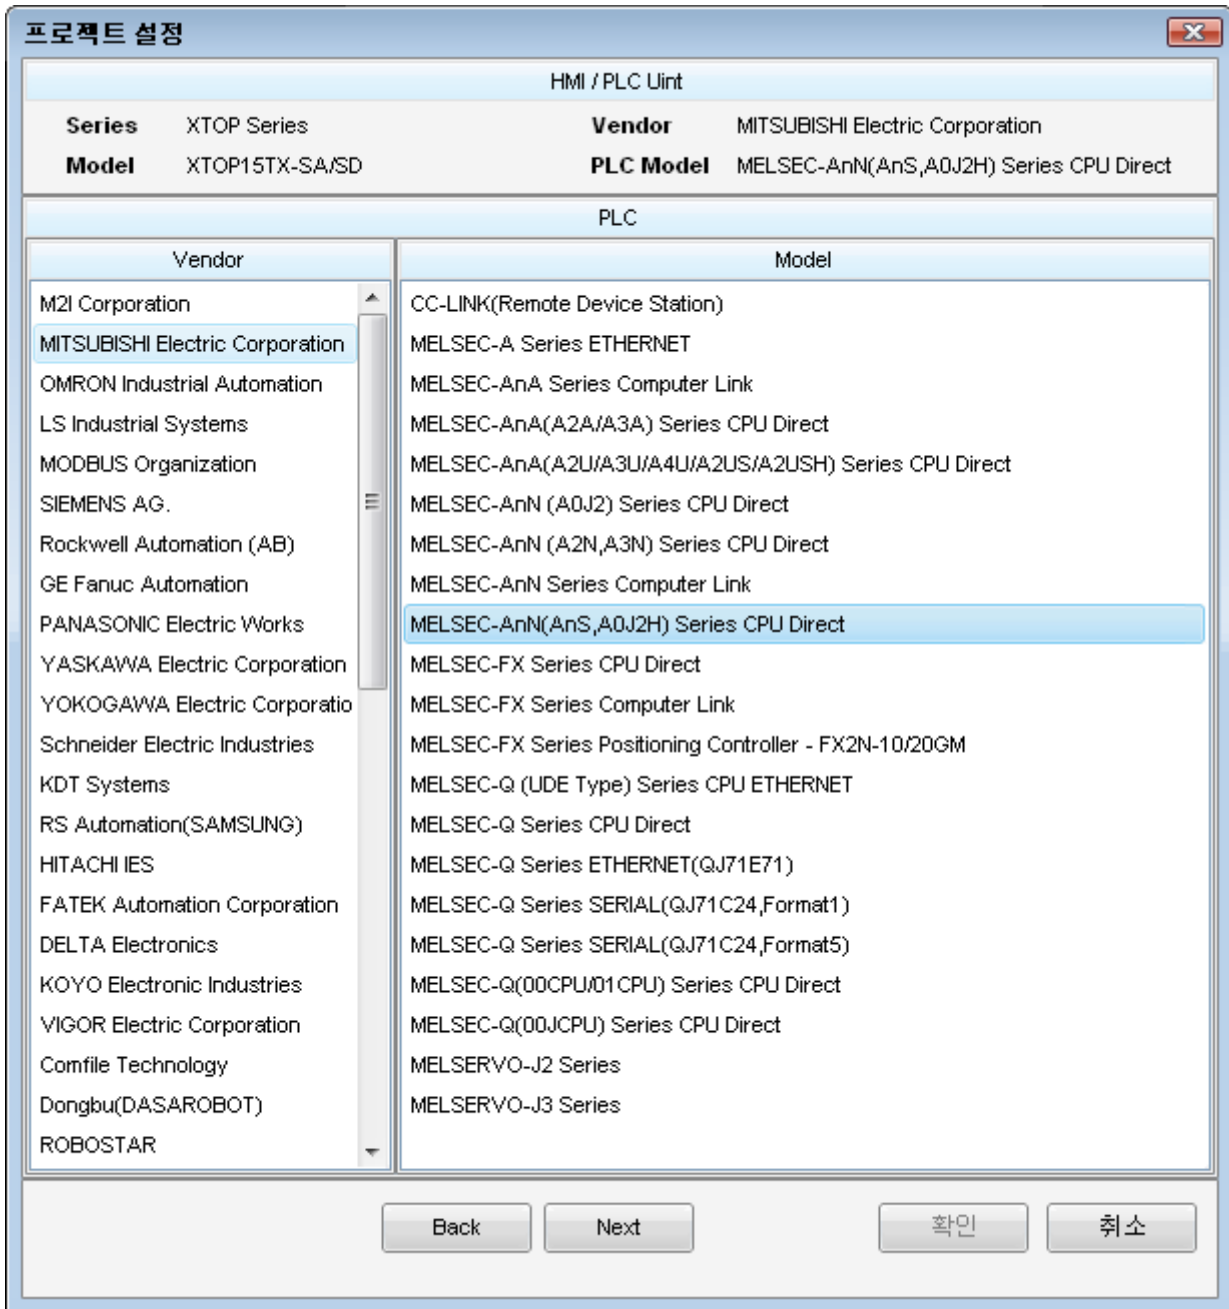 프로젝트 설정
HMI / PLC Uint
Series XTOP Series Vendor MITSUBISHI Electric Corporation
Model XTOP15TX-SA/SD PLC Model MELSEC-AnN(AnS,A0J2H) Series CPU Direct
PLC
Vendor
M2I Corporation
MITSUBISHI Electric Corporation
OMRON Industrial Automation
LS Industrial Systems
MODBUS Organization
SIEMENS AG.
Rockwell Automation (AB)
GE Fanuc Automation
PANASONIC Electric Works
YASKAWA Electric Corporation
YOKOGAWA Electric Corporatio
Schneider Electric Industries
KDT Systems
RS Automation(SAMSUNG)
HITACHI IES
FATEK Automation Corporation
DELTA Electronics
KOYO Electronic Industries
VIGOR Electric Corporation
Comfile Technology
Dongbu(DASAROBOT)
ROBOSTAR
Model
CC-LINK(Remote Device Station)
MELSEC-A Series ETHERNET
MELSEC-AnA Series Computer Link
MELSEC-AnA(A2A/A3A) Series CPU Direct
MELSEC-AnA(A2U/A3U/A4U/A2US/A2USH) Series CPU Direct
MELSEC-AnN (A0J2) Series CPU Direct
MELSEC-AnN (A2N,A3N) Series CPU Direct
MELSEC-AnN Series Computer Link
MELSEC-AnN(AnS,A0J2H) Series CPU Direct
MELSEC-FX Series CPU Direct
MELSEC-FX Series Computer Link
MELSEC-FX Series Positioning Controller - FX2N-10/20GM
MELSEC-Q (UDE Type) Series CPU ETHERNET
MELSEC-Q Series CPU Direct
MELSEC-Q Series ETHERNET(QJ71E71)
MELSEC-Q Series SERIAL(QJ71C24,Format1)
MELSEC-Q Series SERIAL(QJ71C24,Format5)
MELSEC-Q(00CPU/01CPU) Series CPU Direct
MELSEC-Q(00JCPU) Series CPU Direct
MELSERVO-J2 Series
MELSERVO-J3 Series
Back Next 확인 취소